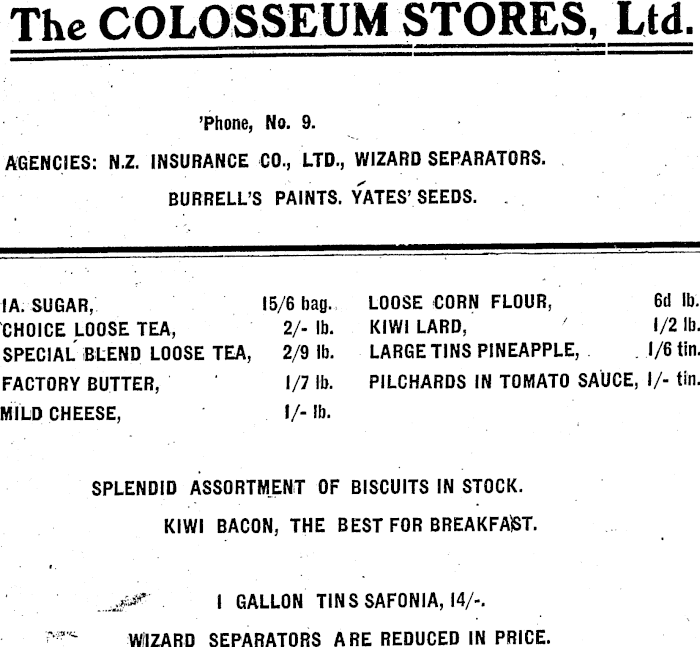 The COLOSSEUM STORES, Ltd.
'Phone, No. 9.
AGENCIES: N.Z. INSURANCE CO., LTD., WIZARD SEPARATORS.
BURRELL'S PAINTS. YATES' SEEDS.
IA. SUGAR, 15/6 bag. LOOSE CORN FLOUR, 6d lb.
CHOICE LOOSE TEA, 2/- lb. KIWI LARD, 1/2 lb.
SPECIAL BLEND LOOSE TEA, 2/9 lb. LARGE TINS PINEAPPLE, 1/6 tin.
FACTORY BUTTER, 1/7 lb. PILCHARDS IN TOMATO SAUCE, 1/- tin.
MILD CHEESE, 1/- lb.
SPLENDID ASSORTMENT OF BISCUITS IN STOCK.
KIWI BACON, THE BEST FOR BREAKFAST.
1 GALLON TINS SAFONIA, 14/-.
WIZARD SEPARATORS ARE REDUCED IN PRICE.